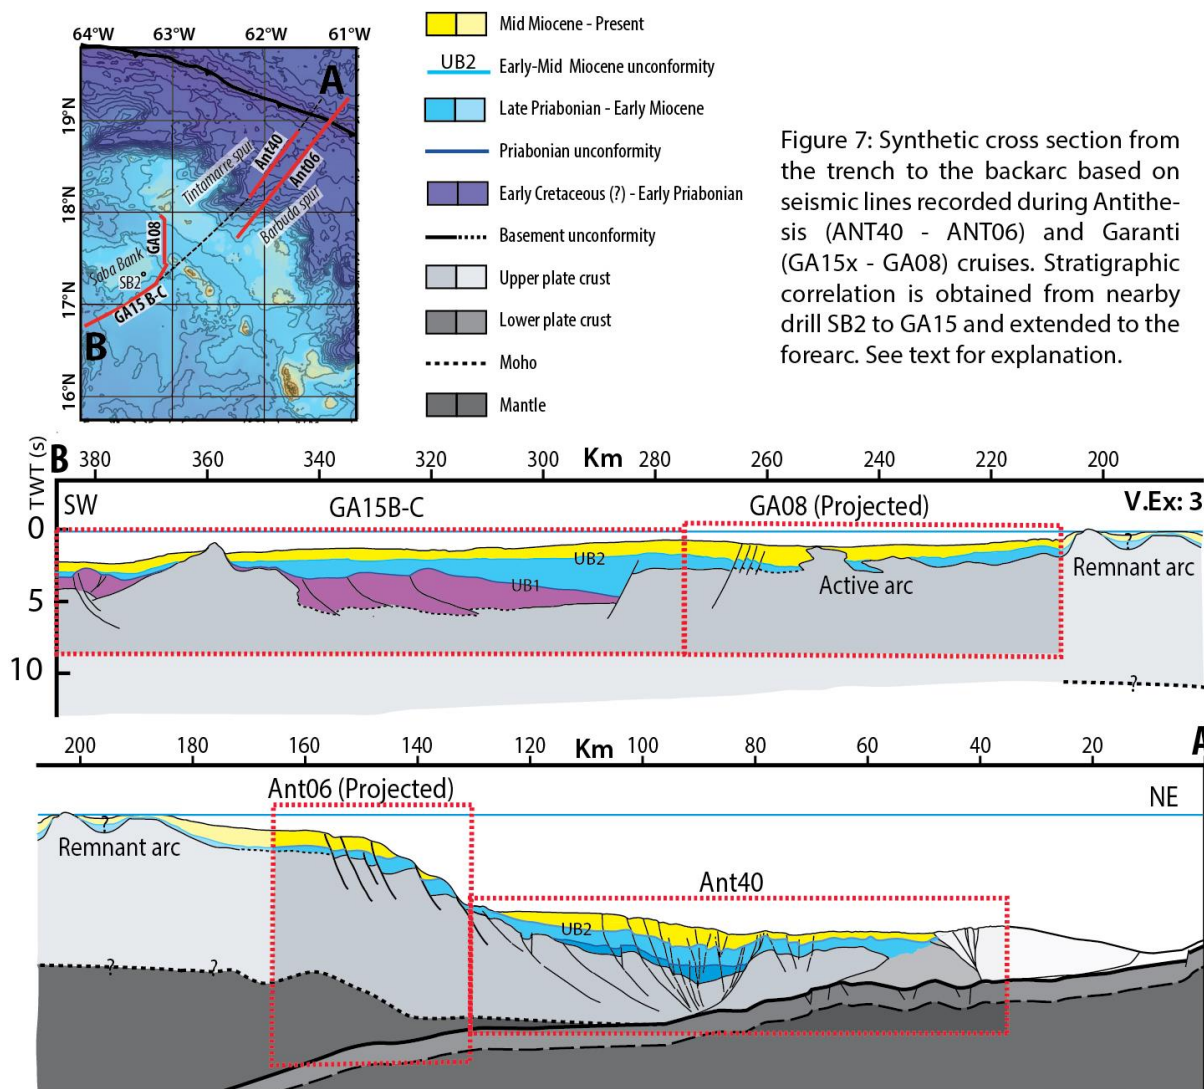 64°W 63°W 62°W 61°W
A
19°N
18°N
17°N
16°N
Tintamarre spur
Ant40
Ant06
Barbuda spur
GA08
Saba Bank
SB2
GA15 B-C
B
Mid Miocene - Present
UB2 Early-Mid Miocene unconformity
Late Priabonian - Early Miocene
Priabonian unconformity
Early Cretaceous (?) - Early Priabonian
Basement unconformity
Upper plate crust
Lower plate crust
Moho
Mantle
Figure 7: Synthetic cross section from
the trench to the backarc based on
seismic lines recorded during Antithe-
sis (ANT40 - ANT06) and Garanti
(GA15x - GA08) cruises. Stratigraphic
correlation is obtained from nearby
drill SB2 to GA15 and extended to the
forearc. See text for explanation.
TWT (s)
B 380 360 340 320 300 Km 280 260 240 220 200
SW GA15B-C GA08 (Projected) V.Ex: 3
0
UB2
?
UB1
Active arc
Remnant arc
5
10
?
200 180 160 Km 140 120 100 80 60 40 20 A
Ant06 (Projected)
NE
?
Remnant arc
Ant40
UB2
? ?